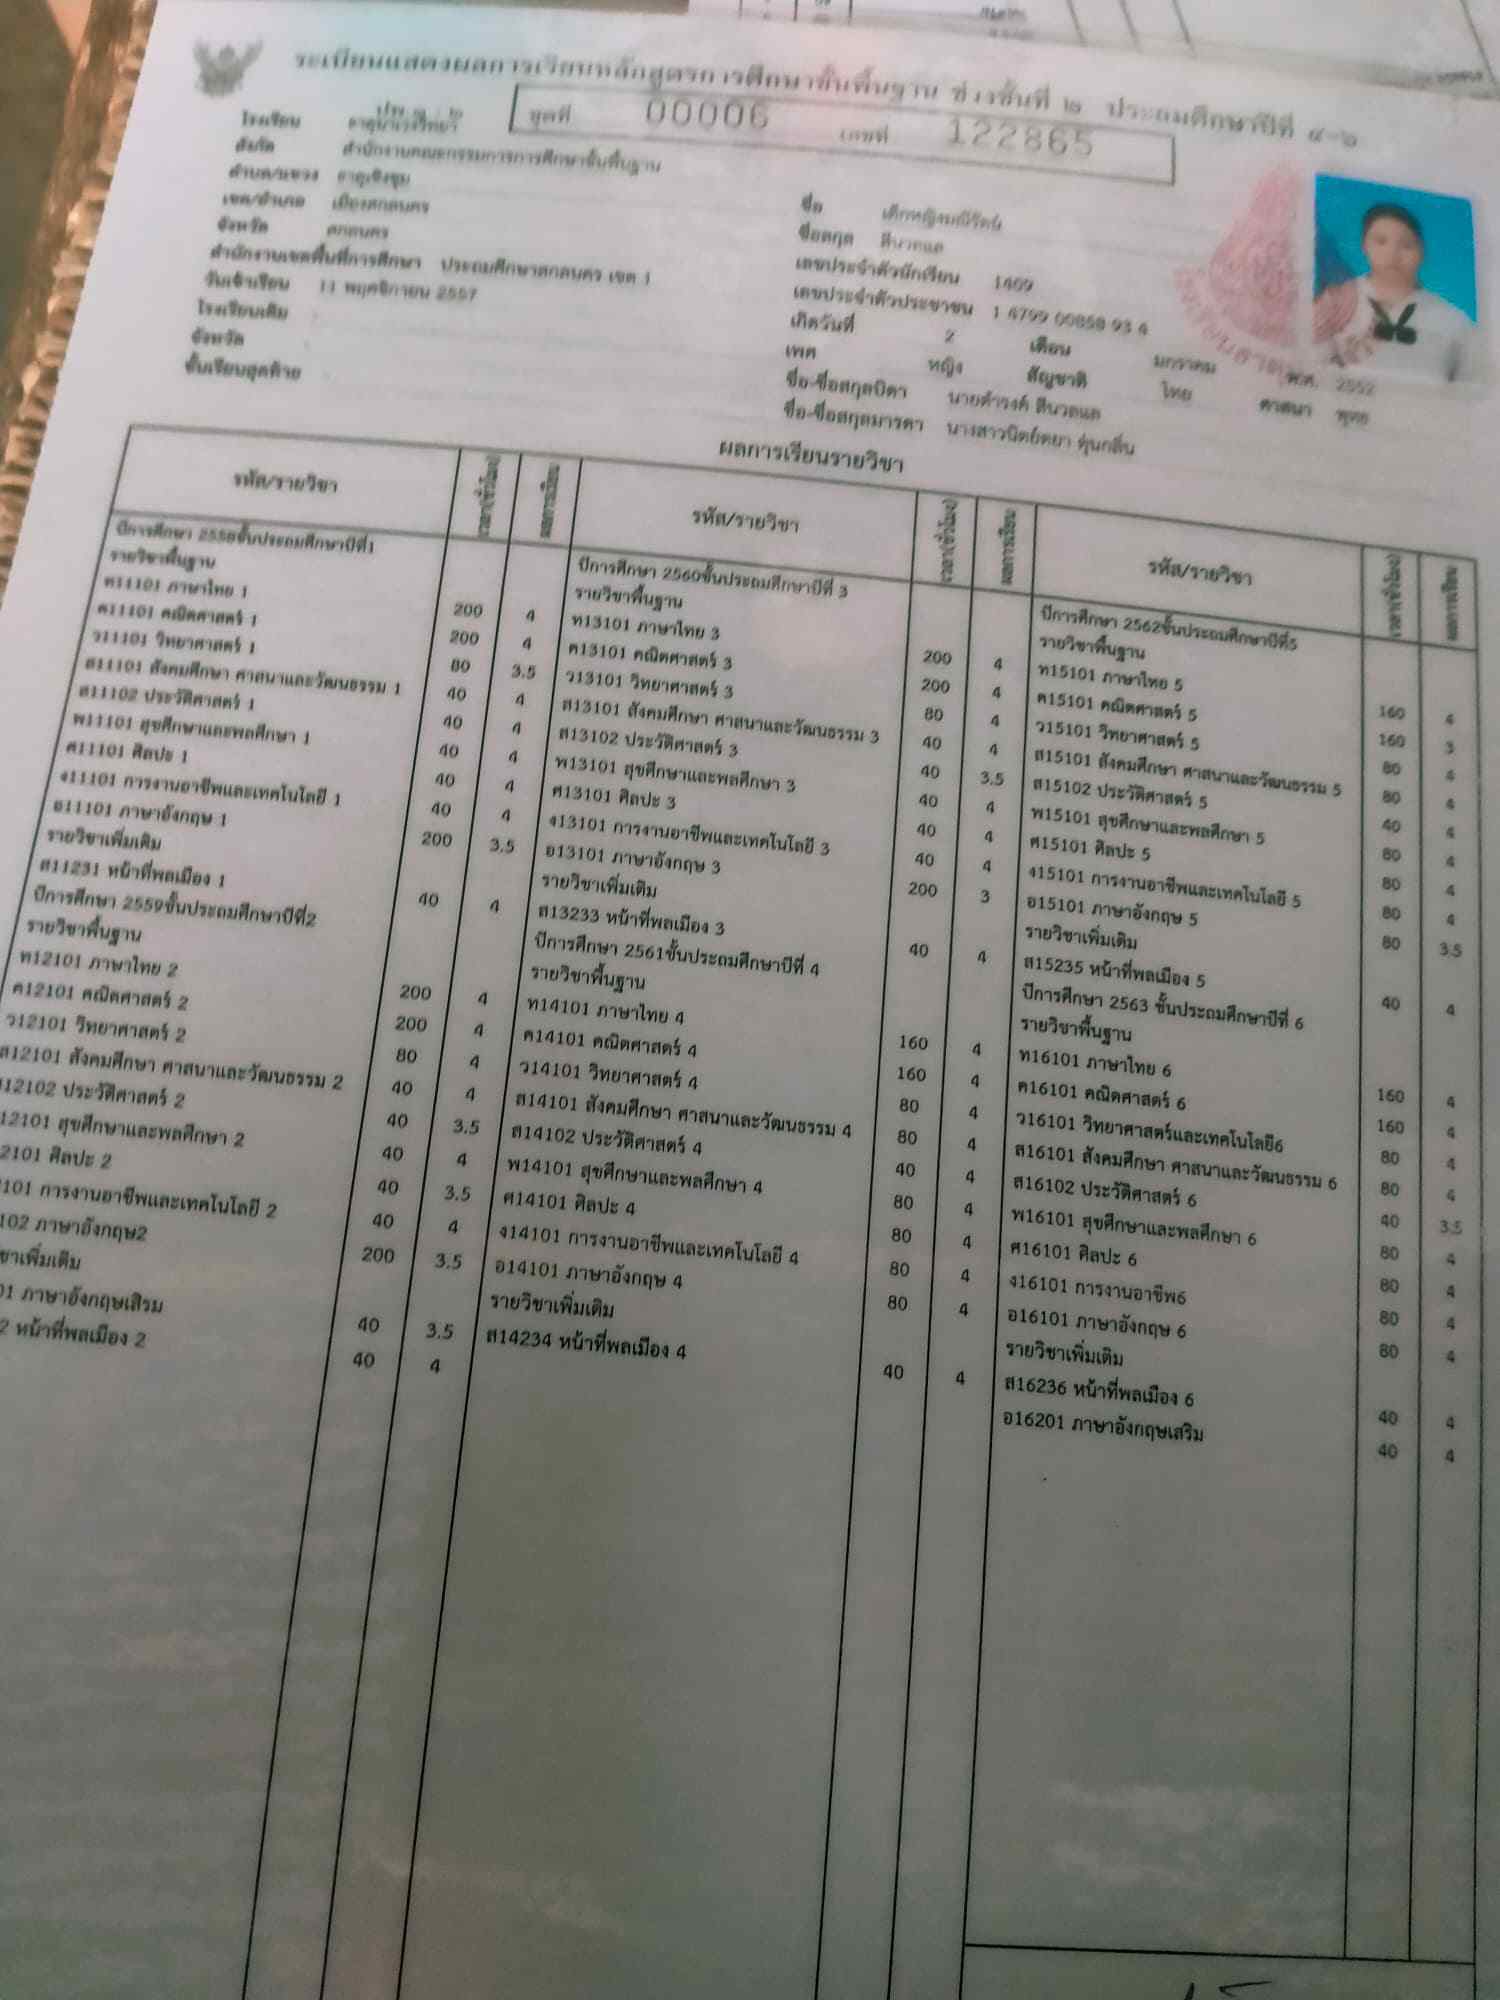 ระเบียนแสดงผลการเรียนหลักสูตรการศึกษาขั้นพื้นฐาน ช่วงชั้นที่ ๒ ประถมศึกษาปีที่ ๔-๖
ชุดที่ 00006 เลขที่ 122865
โรงเรียน
สังกัด สำนักงานคณะกรรมการการศึกษาขั้นพื้นฐาน
ตำบล/แขวง ธาตุเชิงชุม
เขต/อำเภอ เมืองสกลนคร
จังหวัด สกลนคร
สำนักงานเขตพื้นที่การศึกษา ประถมศึกษาสกลนคร เขต 1
วันเข้าเรียน 11 พฤศจิกายน 2557
โรงเรียนเดิม
จังหวัด
ชั้นเรียนสุดท้าย
ชื่อ เด็กหญิงมณีรัตน์
ชื่อสกุล สีนวลแล
เลขประจำตัวนักเรียน 1409
เลขประจำตัวประชาชน 1 4799 00858 93 4
เกิดวันที่ 2 เดือน มกราคม พ.ศ. 2552
เพศ หญิง สัญชาติ ไทย ศาสนา พุทธ
ชื่อ-ชื่อสกุลบิดา นายดำรงค์ สีนวลแล
ชื่อ-ชื่อสกุลมารดา นางสาวนิตย์ตยา
ผลการเรียนรายวิชา
รหัส/รายวิชา เวลา(ชั่วโมง) ผลการเรียน
ปีการศึกษา 2558ชั้นประถมศึกษาปีที่1
รายวิชาพื้นฐาน
ท11101 ภาษาไทย 1 200 4
ค11101 คณิตศาสตร์ 1 200 4
ว11101 วิทยาศาสตร์ 1 80 3.5
ส11101 สังคมศึกษา ศาสนาและวัฒนธรรม 1 40 4
ส11102 ประวัติศาสตร์ 1 40 4
พ11101 สุขศึกษาและพลศึกษา 1 40 4
ศ11101 ศิลปะ 1 40 4
ง11101 การงานอาชีพและเทคโนโลยี 1 40 4
อ11101 ภาษาอังกฤษ 1 200 3.5
รายวิชาเพิ่มเติม
ส11231 หน้าที่พลเมือง 1 40 4
ปีการศึกษา 2559ชั้นประถมศึกษาปีที่2
รายวิชาพื้นฐาน
ท12101 ภาษาไทย 2 200 4
ค12101 คณิตศาสตร์ 2 200 4
ว12101 วิทยาศาสตร์ 2 80 4
ส12101 สังคมศึกษา ศาสนาและวัฒนธรรม 2 40 4
12102 ประวัติศาสตร์ 2 40 3.5
12101 สุขศึกษาและพลศึกษา 2 40 4
2101 ศิลปะ 2 40 3.5
101 การงานอาชีพและเทคโนโลยี 2 40 4
102 ภาษาอังกฤษ2 200 3.5
ชาเพิ่มเติม
01 ภาษาอังกฤษเสริม 40 3.5
2 หน้าที่พลเมือง 2 40 4
รหัส/รายวิชา เวลา(ชั่วโมง) ผลการเรียน
ปีการศึกษา 2560ชั้นประถมศึกษาปีที่ 3
รายวิชาพื้นฐาน
ท13101 ภาษาไทย 3 200 4
ค13101 คณิตศาสตร์ 3 200 4
ว13101 วิทยาศาสตร์ 3 80 4
ส13101 สังคมศึกษา ศาสนาและวัฒนธรรม 3 40 4
ส13102 ประวัติศาสตร์ 3 40 3.5
พ13101 สุขศึกษาและพลศึกษา 3 40 4
ศ13101 ศิลปะ 3 40 4
ง13101 การงานอาชีพและเทคโนโลยี 3 40 4
อ13101 ภาษาอังกฤษ 3 200 3
รายวิชาเพิ่มเติม
ส13233 หน้าที่พลเมือง 3 40 4
ปีการศึกษา 2561ชั้นประถมศึกษาปีที่ 4
รายวิชาพื้นฐาน
ท14101 ภาษาไทย 4 160 4
ค14101 คณิตศาสตร์ 4 160 4
ว14101 วิทยาศาสตร์ 4 80 4
ส14101 สังคมศึกษา ศาสนาและวัฒนธรรม 4 80 4
ส14102 ประวัติศาสตร์ 4 40 4
พ14101 สุขศึกษาและพลศึกษา 4 80 4
ศ14101 ศิลปะ 4 80 4
ง14101 การงานอาชีพและเทคโนโลยี 4 80 4
อ14101 ภาษาอังกฤษ 4 80 4
รายวิชาเพิ่มเติม
ส14234 หน้าที่พลเมือง 4 40 4
รหัส/รายวิชา เวลา(ชั่วโมง) ผลการเรียน
ปีการศึกษา 2562ชั้นประถมศึกษาปีที่5
รายวิชาพื้นฐาน
ท15101 ภาษาไทย 5 160 4
ค15101 คณิตศาสตร์ 5 160 3
ว15101 วิทยาศาสตร์ 5 80 4
ส15101 สังคมศึกษา ศาสนาและวัฒนธรรม 5 80 4
ส15102 ประวัติศาสตร์ 5 40 4
พ15101 สุขศึกษาและพลศึกษา 5 80 4
ศ15101 ศิลปะ 5 80 4
ง15101 การงานอาชีพและเทคโนโลยี 5 80 4
อ15101 ภาษาอังกฤษ 5 80 3.5
รายวิชาเพิ่มเติม
ส15235 หน้าที่พลเมือง 5 40 4
ปีการศึกษา 2563 ชั้นประถมศึกษาปีที่ 6
รายวิชาพื้นฐาน
ท16101 ภาษาไทย 6 160 4
ค16101 คณิตศาสตร์ 6 160 4
ว16101 วิทยาศาสตร์และเทคโนโลยี6 80 4
ส16101 สังคมศึกษา ศาสนาและวัฒนธรรม 6 80 4
ส16102 ประวัติศาสตร์ 6 40 3.5
พ16101 สุขศึกษาและพลศึกษา 6 80 4
ศ16101 ศิลปะ 6 80 4
ง16101 การงานอาชีพ6 80 4
อ16101 ภาษาอังกฤษ 6 80 4
รายวิชาเพิ่มเติม
ส16236 หน้าที่พลเมือง 6 40 4
อ16201 ภาษาอังกฤษเสริม 40 4